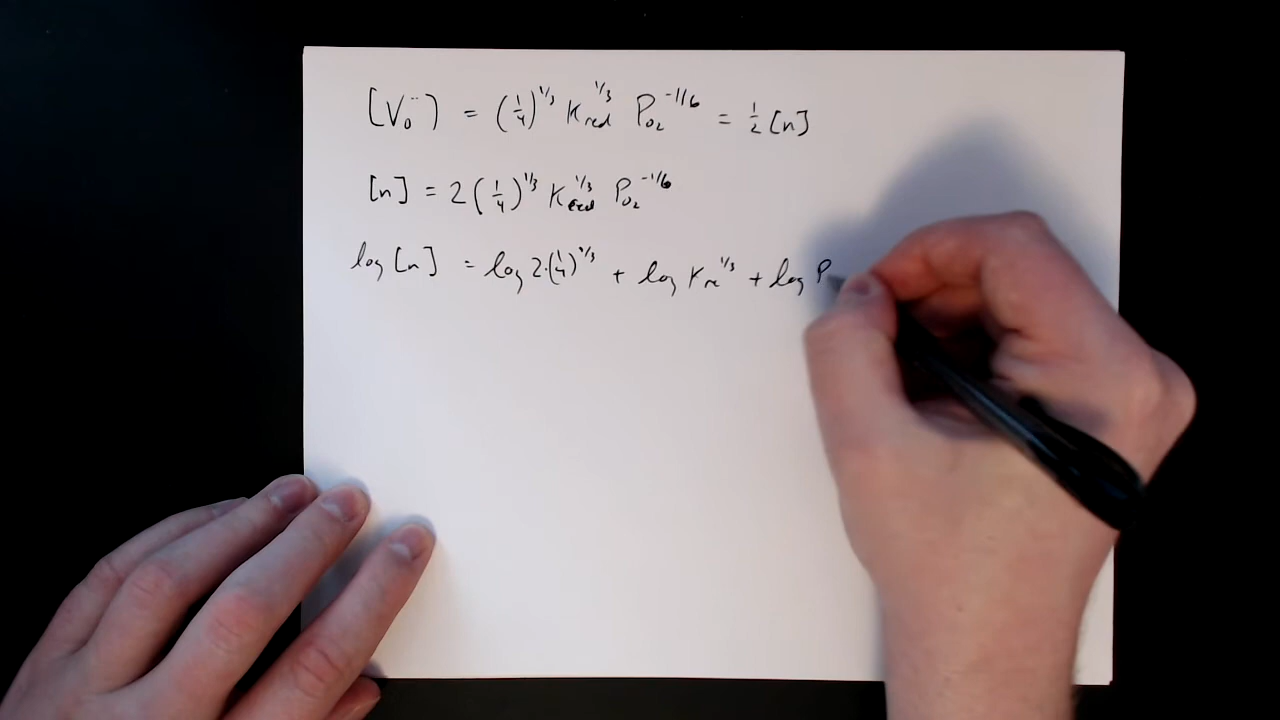 [V_O^••] = (1/4)^1/3 K_red^1/3 P_O2^-1/6 = 1/2 [n]
[n] = 2 (1/4)^1/3 K_red^1/3 P_O2^-1/6
log [n] = log 2·(1/4)^1/3 + log K_re^1/3 + log P